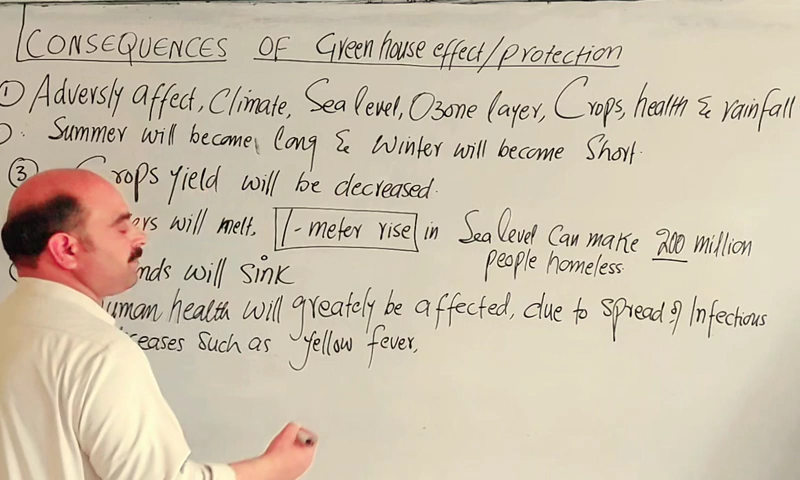 CONSEQUENCES OF Greenhouse effect/protection
① Adversly affect, Climate, Sea level, Ozone layer, Crops, health & rainfall
Summer will become long & Winter will become Short.
③ Crops yield will be decreased.
will melt. 1-meter rise in Sea level Can make 200 million
people homeless.
will sink
uman health will greately be affected, due to spread of Infectious
eases Such as yellow fever,